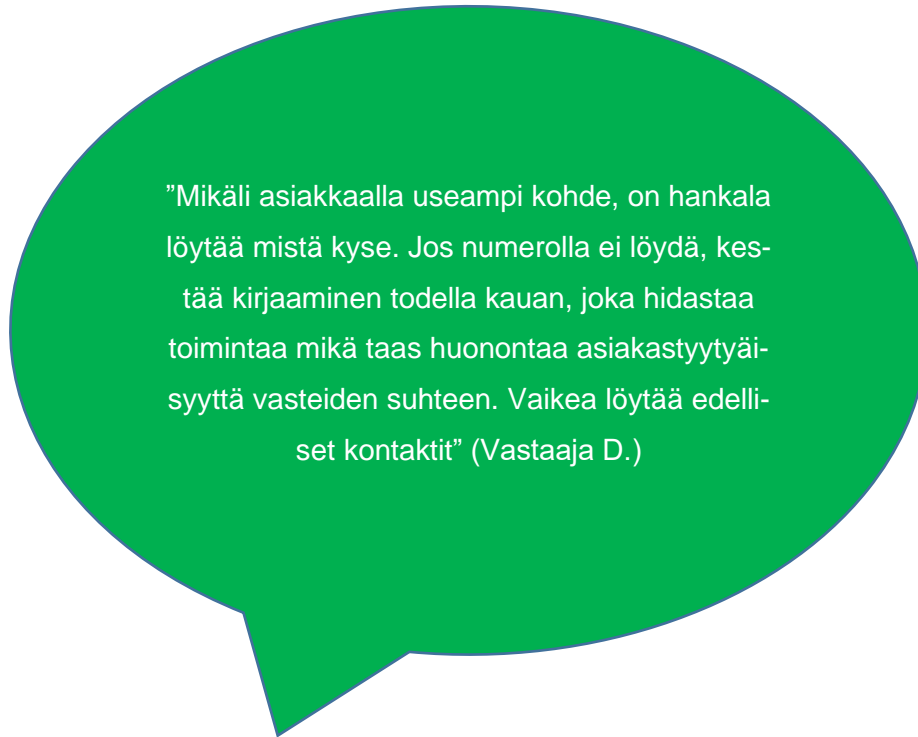 ”Mikäli asiakkaalla useampi kohde, on hankala
löytää mistä kyse. Jos numerolla ei löydä, kes-
tää kirjaaminen todella kauan, joka hidastaa
toimintaa mikä taas huonontaa asiakastyytyäi-
syyttä vasteiden suhteen. Vaikea löytää edelli-
set kontaktit” (Vastaaja D.)